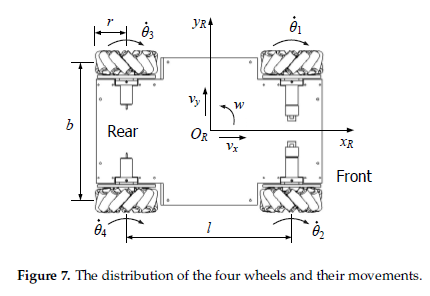 r
θ̇3
yR
θ̇1
vy
w
b
Rear
OR
vx
xR
Front
θ̇4
l
θ̇2
Figure 7. The distribution of the four wheels and their movements.